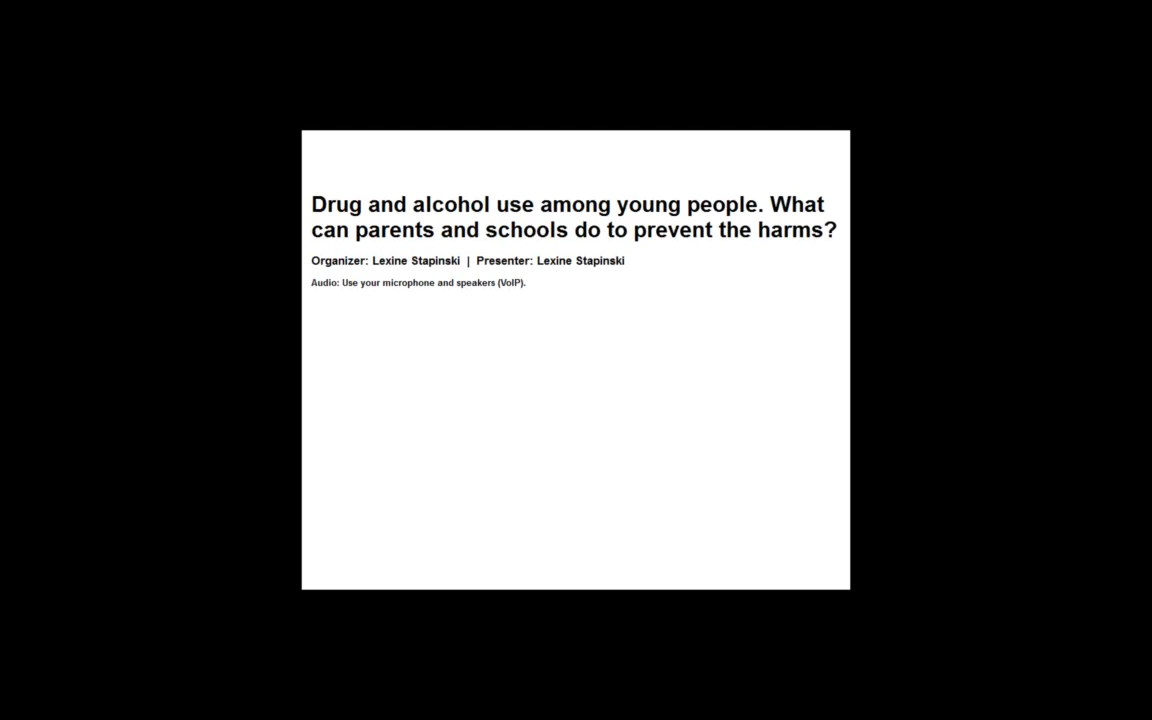 Drug and alcohol use among young people. What
can parents and schools do to prevent the harms?
Organizer: Lexine Stapinski | Presenter: Lexine Stapinski
Audio: Use your microphone and speakers (VoIP).